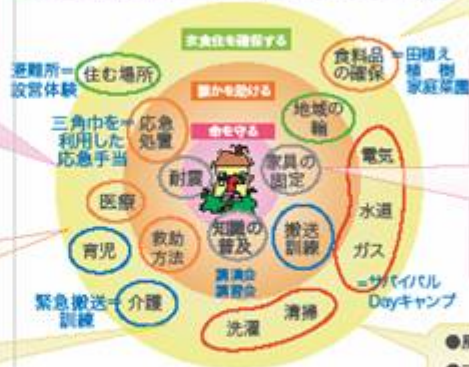 衣食住を確保する
食料品
の確保
=田植え
植樹
家庭菜園
避難所=
設営体験
住む場所
誰かを助ける
地域の
輪
三角巾を=
利用した
応急手当
応急
処置
命を守る
電気
水道
ガス
=サバイバル
Dayキャンプ
耐震
家具の
固定
医療
育児
救助
方法
知識の
普及
講演会
講習会
搬送
訓練
緊急搬送=
訓練
介護
洗濯
清掃